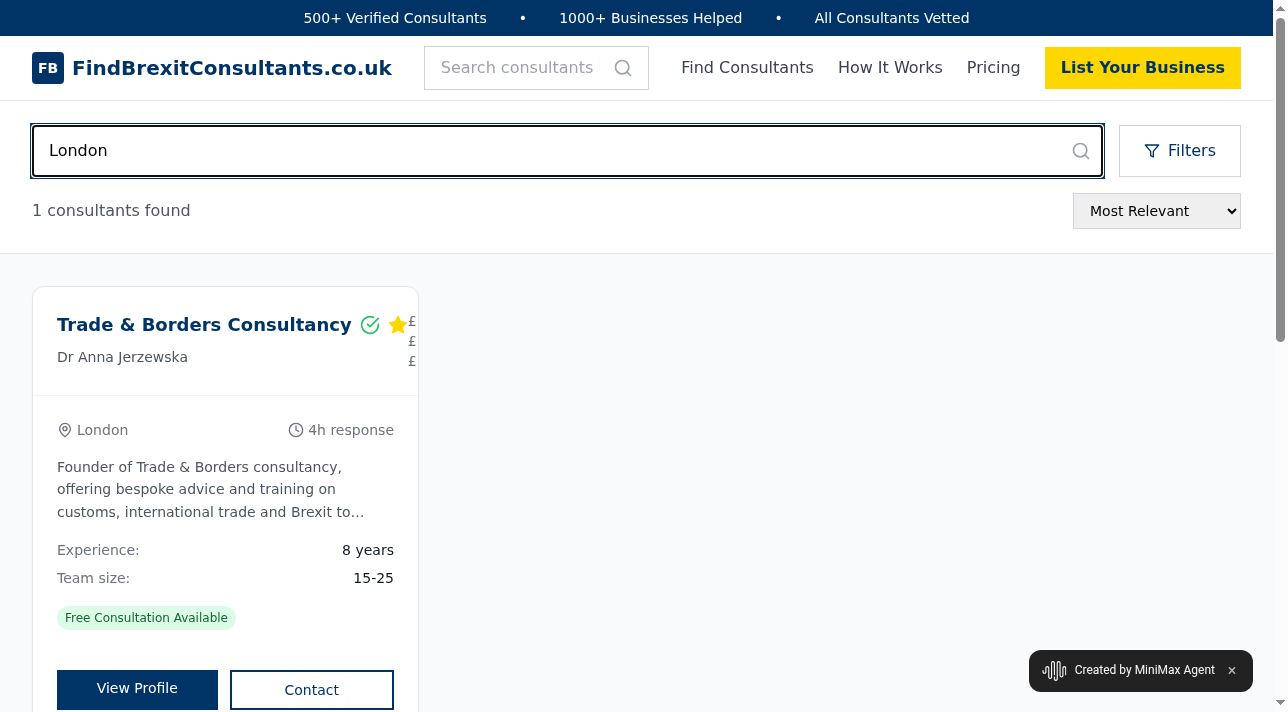 500+ Verified Consultants • 1000+ Businesses Helped • All Consultants Vetted
FB FindBrexitConsultants.co.uk Search consultants Find Consultants How It Works Pricing List Your Business
London Filters
1 consultants found Most Relevant
Trade & Borders Consultancy £
£
£
Dr Anna Jerzewska
London 4h response
Founder of Trade & Borders consultancy,
offering bespoke advice and training on
customs, international trade and Brexit to...
Experience: 8 years
Team size: 15-25
Free Consultation Available
View Profile Contact
Created by MiniMax Agent ×